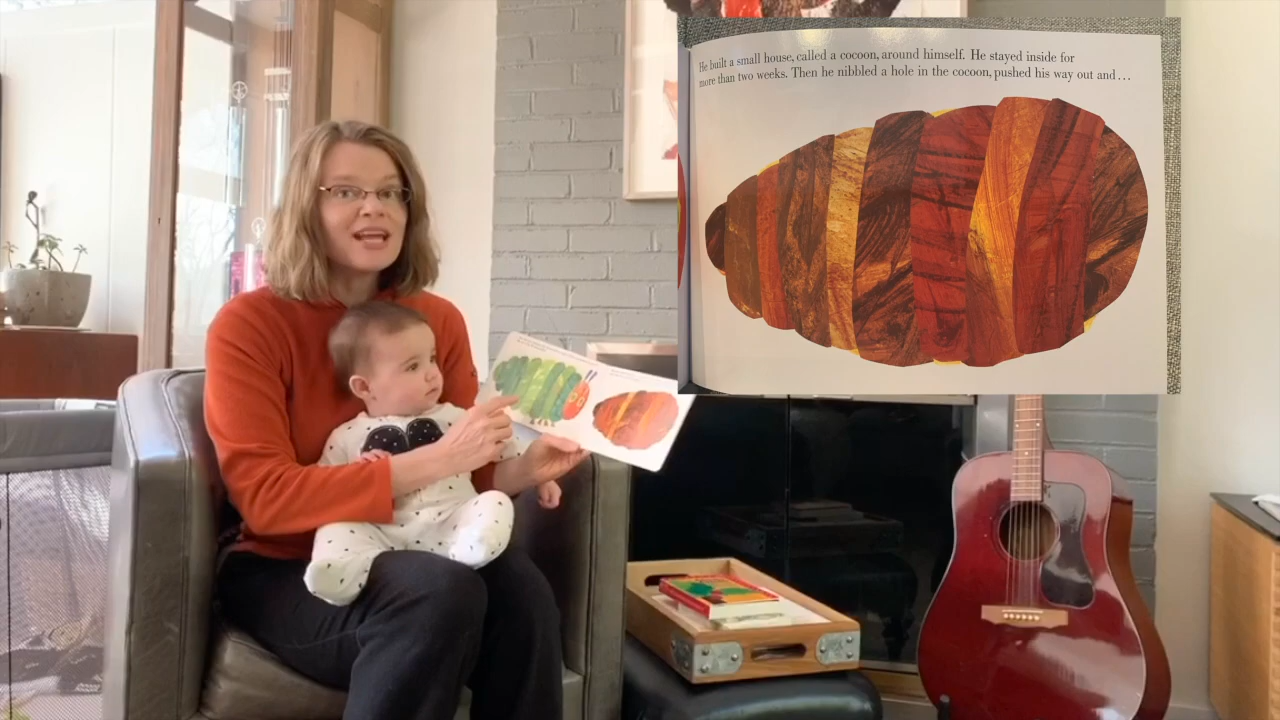 He built a small house, called a cocoon, around himself. He stayed inside for
more than two weeks. Then he nibbled a hole in the cocoon, pushed his way out and...